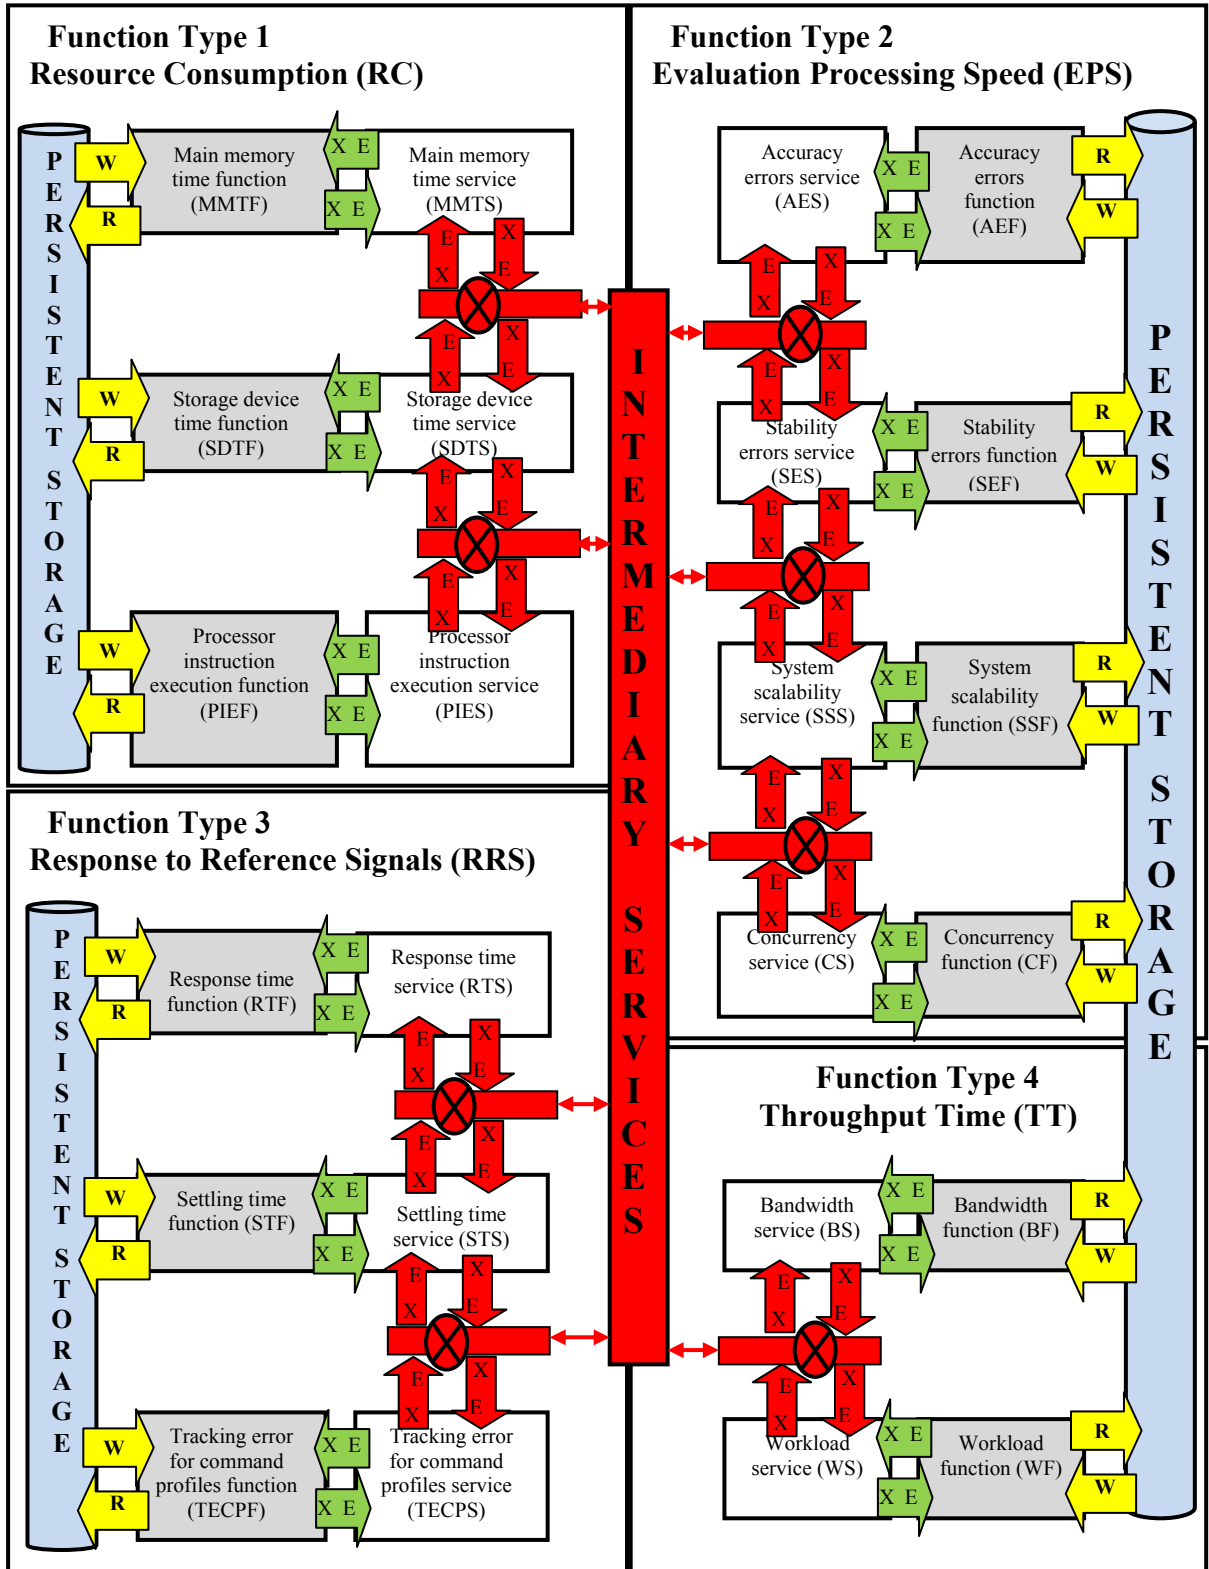 Function Type 1
Resource Consumption (RC)
PERSISTENT STORAGE
W
R
Main memory
time function
(MMTF)
X E
X E
Main memory
time service
(MMTS)
E
X
X
E
E
X
X
E
W
R
Storage device
time function
(SDTF)
X E
X E
Storage device
time service
(SDTS)
E
X
X
E
E
X
X
E
W
R
Processor
instruction
execution function
(PIEF)
X E
X E
Processor
instruction
execution service
(PIES)
Function Type 2
Evaluation Processing Speed (EPS)
Accuracy
errors service
(AES)
X E
X E
Accuracy
errors
function
(AEF)
R
W
E
X
X
E
E
X
X
E
Stability
errors service
(SES)
X E
X E
Stability
errors function
(SEF)
R
W
E
X
X
E
E
X
X
E
System
scalability
service (SSS)
X E
X E
System
scalability
function (SSF)
R
W
E
X
X
E
E
X
X
E
Concurrency
service (CS)
X E
X E
Concurrency
function (CF)
R
W
PERSISTENT STORAGE
INTERMEDIARY SERVICES
Function Type 3
Response to Reference Signals (RRS)
PERSISTENT STORAGE
W
R
Response time
function (RTF)
X E
X E
Response time
service (RTS)
E
X
X
E
E
X
X
E
W
R
Settling time
function (STF)
X E
X E
Settling time
service (STS)
E
X
X
E
E
X
X
E
W
R
Tracking error
for command
profiles function
(TECPF)
X E
X E
Tracking error
for command
profiles service
(TECPS)
Function Type 4
Throughput Time (TT)
Bandwidth
service (BS)
X E
X E
Bandwidth
function (BF)
R
W
E
X
X
E
E
X
X
E
Workload
service (WS)
X E
X E
Workload
function (WF)
R
W